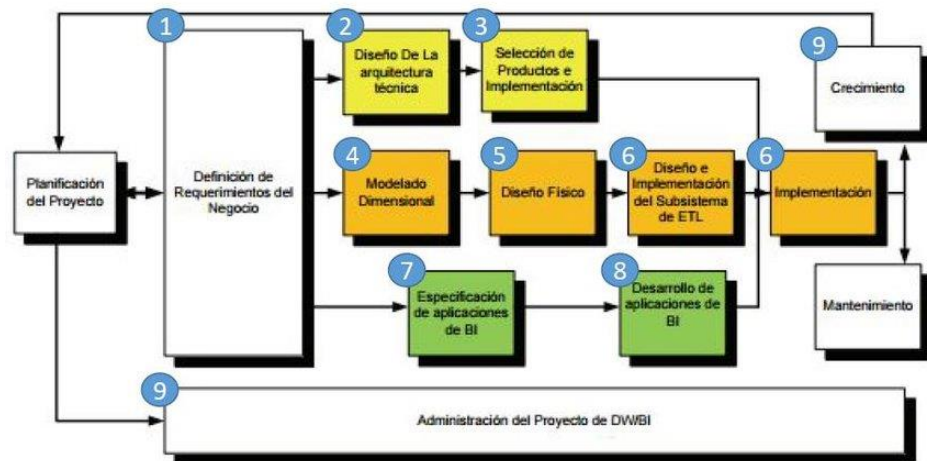 1
2
3
9
Diseño De La
arquitectura
técnica
Selección de
Productos e
Implementación
Crecimiento
4
5
6
6
Planificación
del Proyecto
Definición de
Requerimientos del
Negocio
Modelado
Dimensional
Diseño Físico
Diseño e
Implementación
del Subsistema
de ETL
Implementación
7
8
Especificación
de aplicaciones
de BI
Desarrollo de
aplicaciones de
BI
Mantenimiento
9
Administración del Proyecto de DW/BI